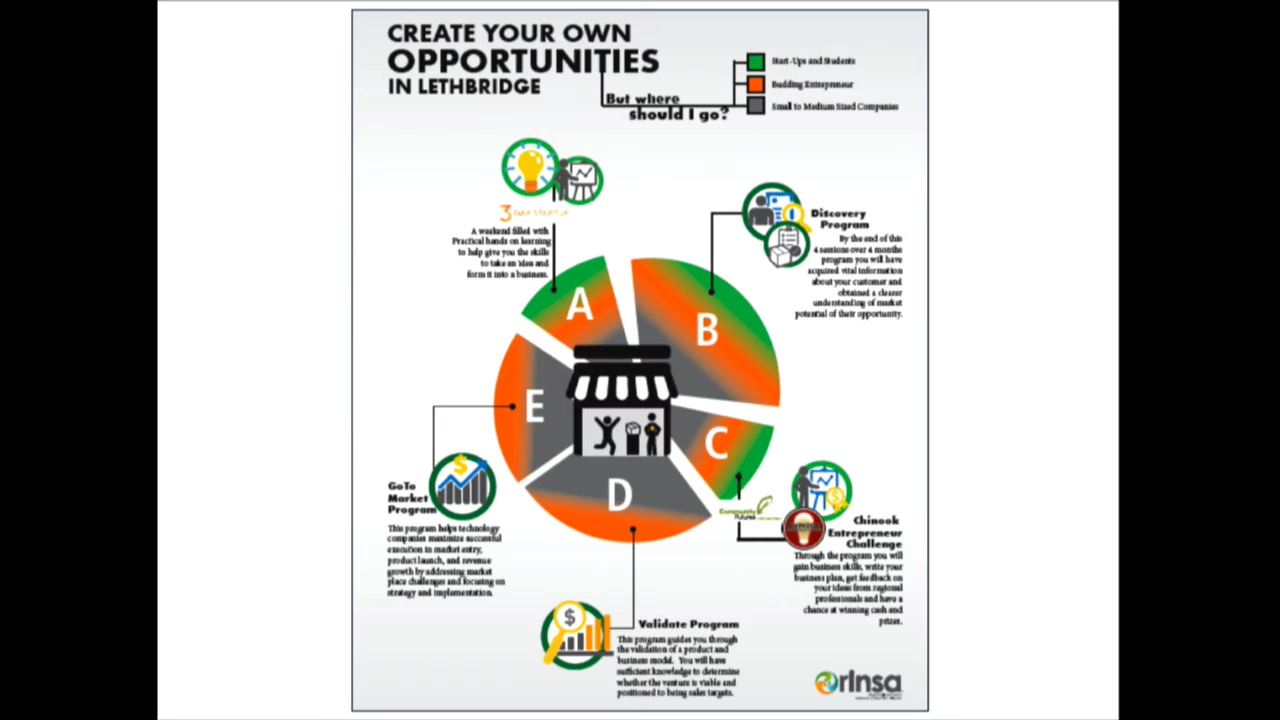 CREATE YOUR OWN
OPPORTUNITIES
IN LETHBRIDGE
But where
should I go?
Start-Ups and Students
Budding Entrepreneur
Small to Medium Sized Companies
3 DAY STARTUP
A weekend filled with
Practical hands on learning
to help give you the skills
to take an idea and
form it into a business.
Discovery
Program
By the end of this
4 sessions over 4 months
program you will have
acquired vital information
about your customer and
obtained a clearer
understanding of market
potential of their opportunity.
A
B
C
D
E
GoTo
Market
Program
This program helps technology
companies maximize successful
execution in market entry,
product launch, and revenue
growth by addressing market
place challenges and focusing on
strategy and implementation.
Community
Futures
CHINOOK
Chinook
Entrepreneur
Challenge
Through the program you will
gain business skills, write your
business plan, get feedback on
your ideas from regional
professionals and have a
chance at winning cash and
prizes.
Validate Program
This program guides you through
the validation of a product and
business model. You will have
sufficient knowledge to determine
whether the venture is viable and
positioned to being sales targets.
rInsa